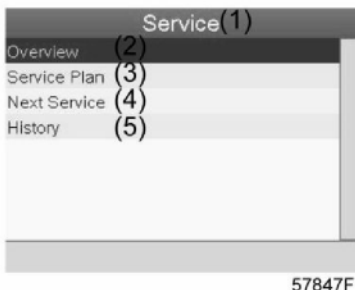 Service(1)
Overview (2)
Service Plan (3)
Next Service (4)
History (5)
57847F